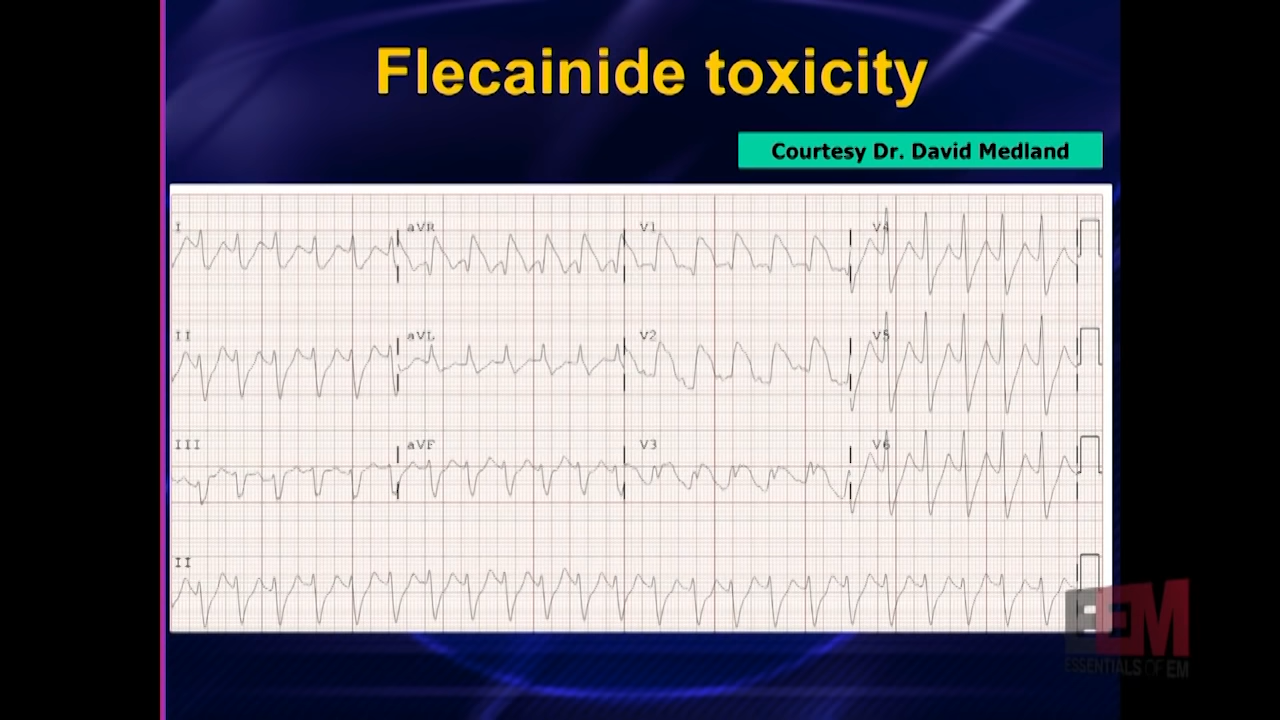 Flecainide toxicity
Courtesy Dr. David Medland
I aVR V1 V4
II aVL V2 V5
III aVF V3 V6
II
EEM
ESSENTIALS OF EM